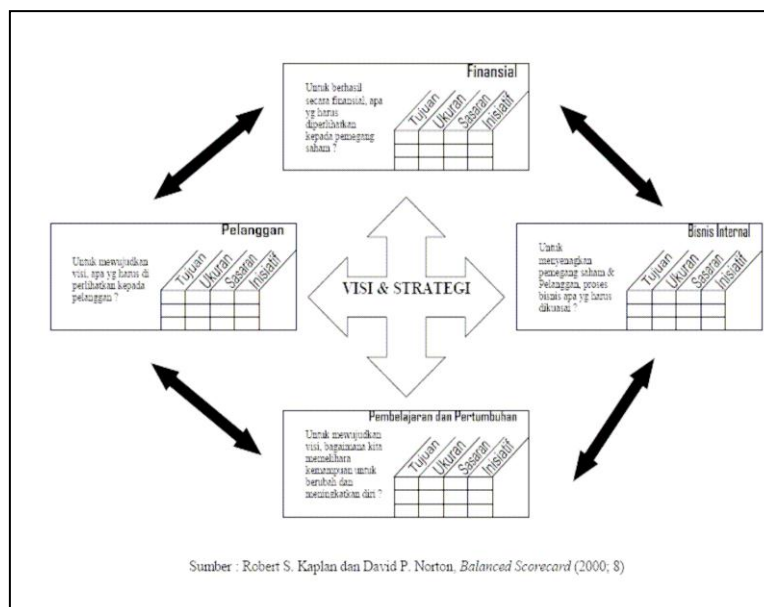 Finansial
Untuk berhasil
secara finansial, apa
yg harus
diperlihatkan
kepada pemegang
saham ?
Tujuan
Ukuran
Sasaran
Inisiatif
Pelanggan
Untuk mewujudkan
visi, apa yg harus di
perlihatkan kepada
pelanggan ?
Tujuan
Ukuran
Sasaran
Inisiatif
VISI & STRATEGI
Bisnis Internal
Untuk
menyenagkan
pemegang saham &
Pelanggan, proses
bisnis apa yg harus
dikuasai ?
Tujuan
Ukuran
Sasaran
Inisiatif
Pembelajaran dan Pertumbuhan
Untuk mewujudkan
visi, bagaimana kita
memelihara
kemampuan untuk
berubah dan
meningkatkan diri ?
Tujuan
Ukuran
Sasaran
Inisiatif
Sumber : Robert S. Kaplan dan David P. Norton, Balanced Scorecard (2000; 8)